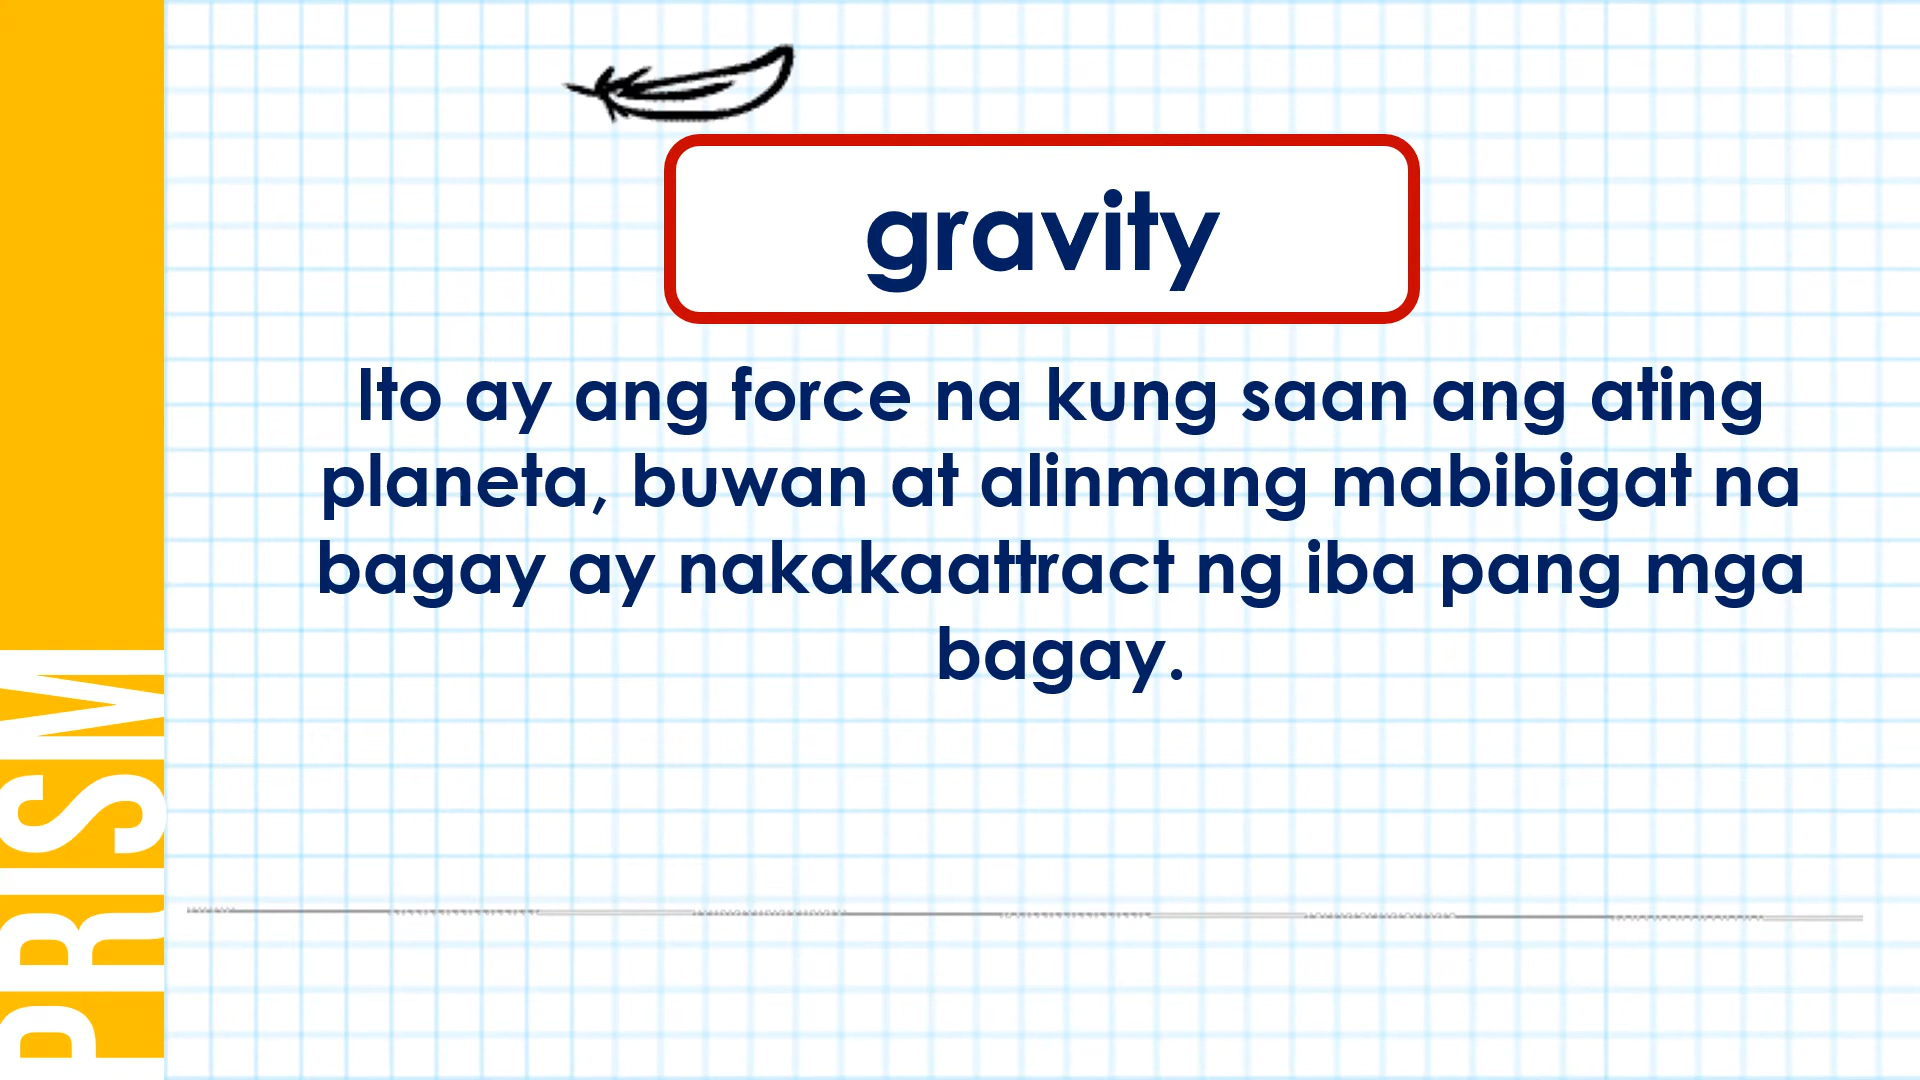 gravity
Ito ay ang force na kung saan ang ating
planeta, buwan at alinmang mabibigat na
bagay ay nakakaattract ng iba pang mga
bagay.
PRISM